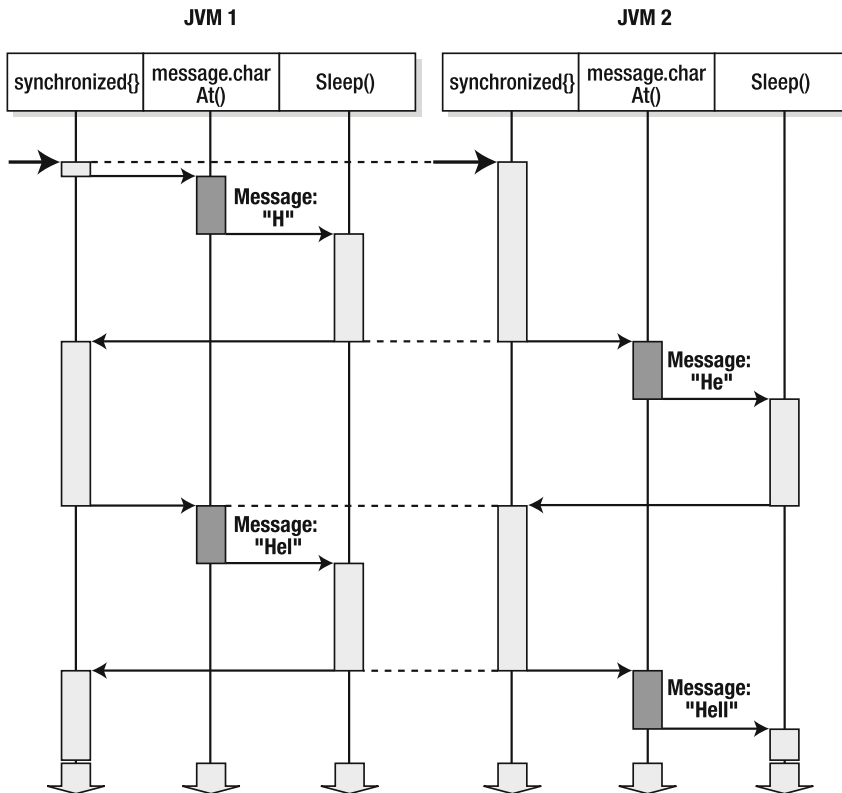 JVM 1
JVM 2
synchronized{}
message.char
At()
Sleep()
synchronized{}
message.char
At()
Sleep()
Message:
"H"
Message:
"He"
Message:
"Hel"
Message:
"Hell"